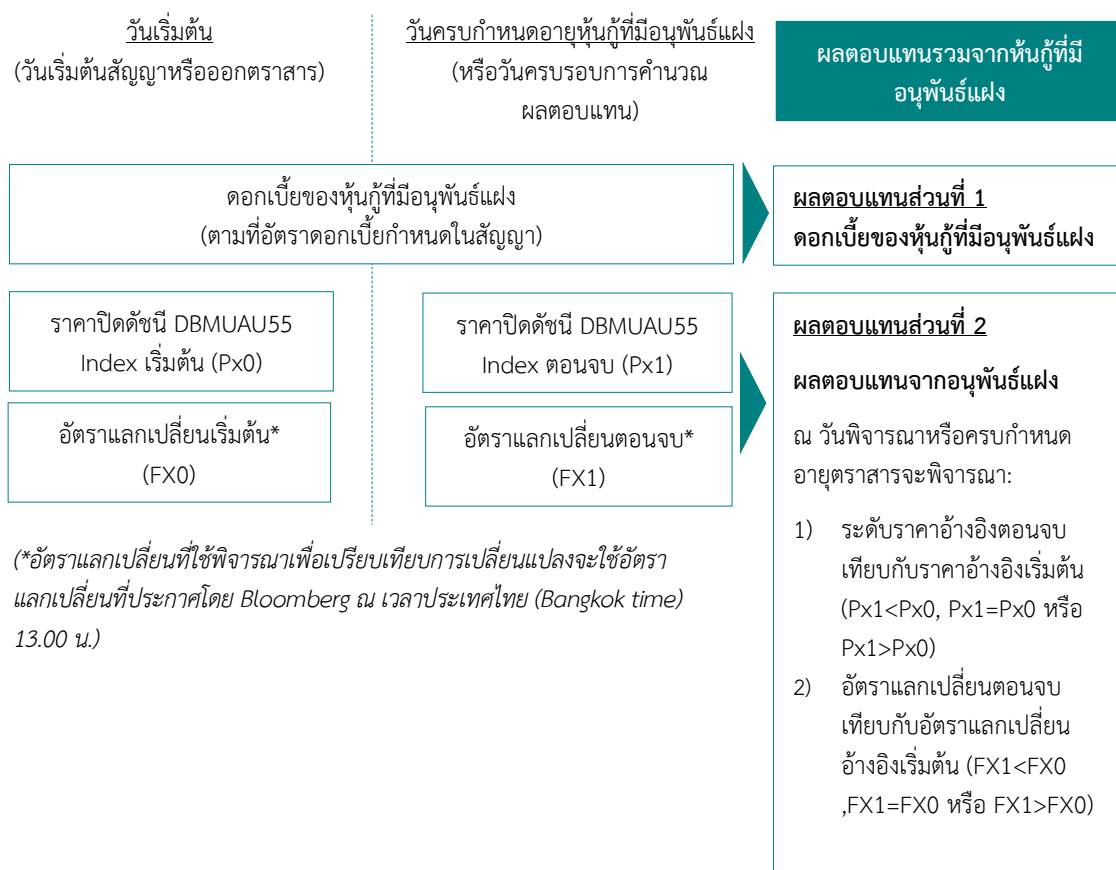 วันเริ่มต้น
(วันเริ่มต้นสัญญาหรือออกตราสาร)
วันครบกำหนดอายุหุ้นกู้ที่มีอนุพันธ์แฝง
(หรือวันครบรอบการคำนวณ
ผลตอบแทน)
ผลตอบแทนรวมจากหุ้นกู้ที่มี
อนุพันธ์แฝง
ดอกเบี้ยของหุ้นกู้ที่มีอนุพันธ์แฝง
(ตามที่อัตราดอกเบี้ยกำหนดในสัญญา)
ผลตอบแทนส่วนที่ 1
ดอกเบี้ยของหุ้นกู้ที่มีอนุพันธ์แฝง
ราคาปิดดัชนี DBMUAU55
Index เริ่มต้น (Px0)
ราคาปิดดัชนี DBMUAU55
Index ตอนจบ (Px1)
อัตราแลกเปลี่ยนเริ่มต้น*
(FX0)
อัตราแลกเปลี่ยนตอนจบ*
(FX1)
ผลตอบแทนส่วนที่ 2
ผลตอบแทนจากอนุพันธ์แฝง
ณ วันพิจารณาหรือครบกำหนด
อายุตราสารจะพิจารณา:
1) ระดับราคาอ้างอิงตอนจบ
เทียบกับราคาอ้างอิงเริ่มต้น
(Px1<Px0, Px1=Px0 หรือ
Px1>Px0)
2) อัตราแลกเปลี่ยนตอนจบ
เทียบกับอัตราแลกเปลี่ยน
อ้างอิงเริ่มต้น (FX1<FX0
,FX1=FX0 หรือ FX1>FX0)
(*อัตราแลกเปลี่ยนที่ใช้พิจารณาเพื่อเปรียบเทียบการเปลี่ยนแปลงจะใช้อัตรา
แลกเปลี่ยนที่ประกาศโดย Bloomberg ณ เวลาประเทศไทย (Bangkok time)
13.00 น.)